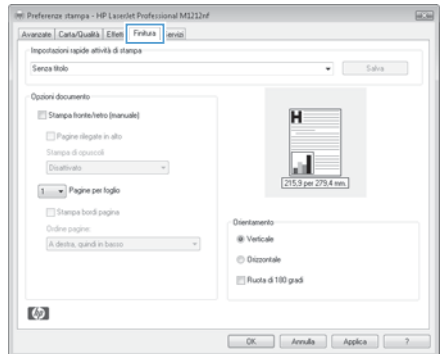 Preferenze stampa - HP LaserJet Professional M1212nf
Avanzate Carta/Qualità Effetti Finitura Servizi
Impostazioni rapide attività di stampa
Senza titolo
Salva
Opzioni documento
Stampa fronte/retro (manuale)
Pagine rilegate in alto
Stampa di opuscoli
Disattivato
1 Pagine per foglio
Stampa bordi pagina
Ordine pagine:
A destra, quindi in basso
H
215,9 per 279,4 mm.
Orientamento
Verticale
Orizzontale
Ruota di 180 gradi
hp
OK Annulla Applica ?